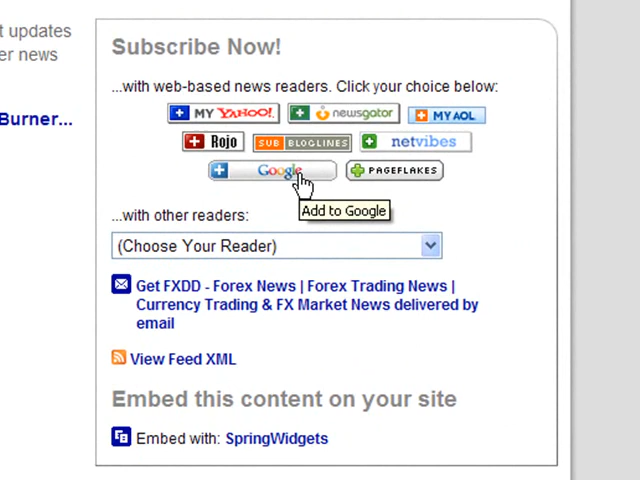 t updates
er news
Burner...
Subscribe Now!
...with web-based news readers. Click your choice below:
MY YAHOO! newsgator MY AOL
Rojo SUB BLOGLINES netvibes
Google PAGEFLAKES
Add to Google
...with other readers:
(Choose Your Reader)
Get FXDD - Forex News | Forex Trading News |
Currency Trading & FX Market News delivered by
email
View Feed XML
Embed this content on your site
Embed with: SpringWidgets